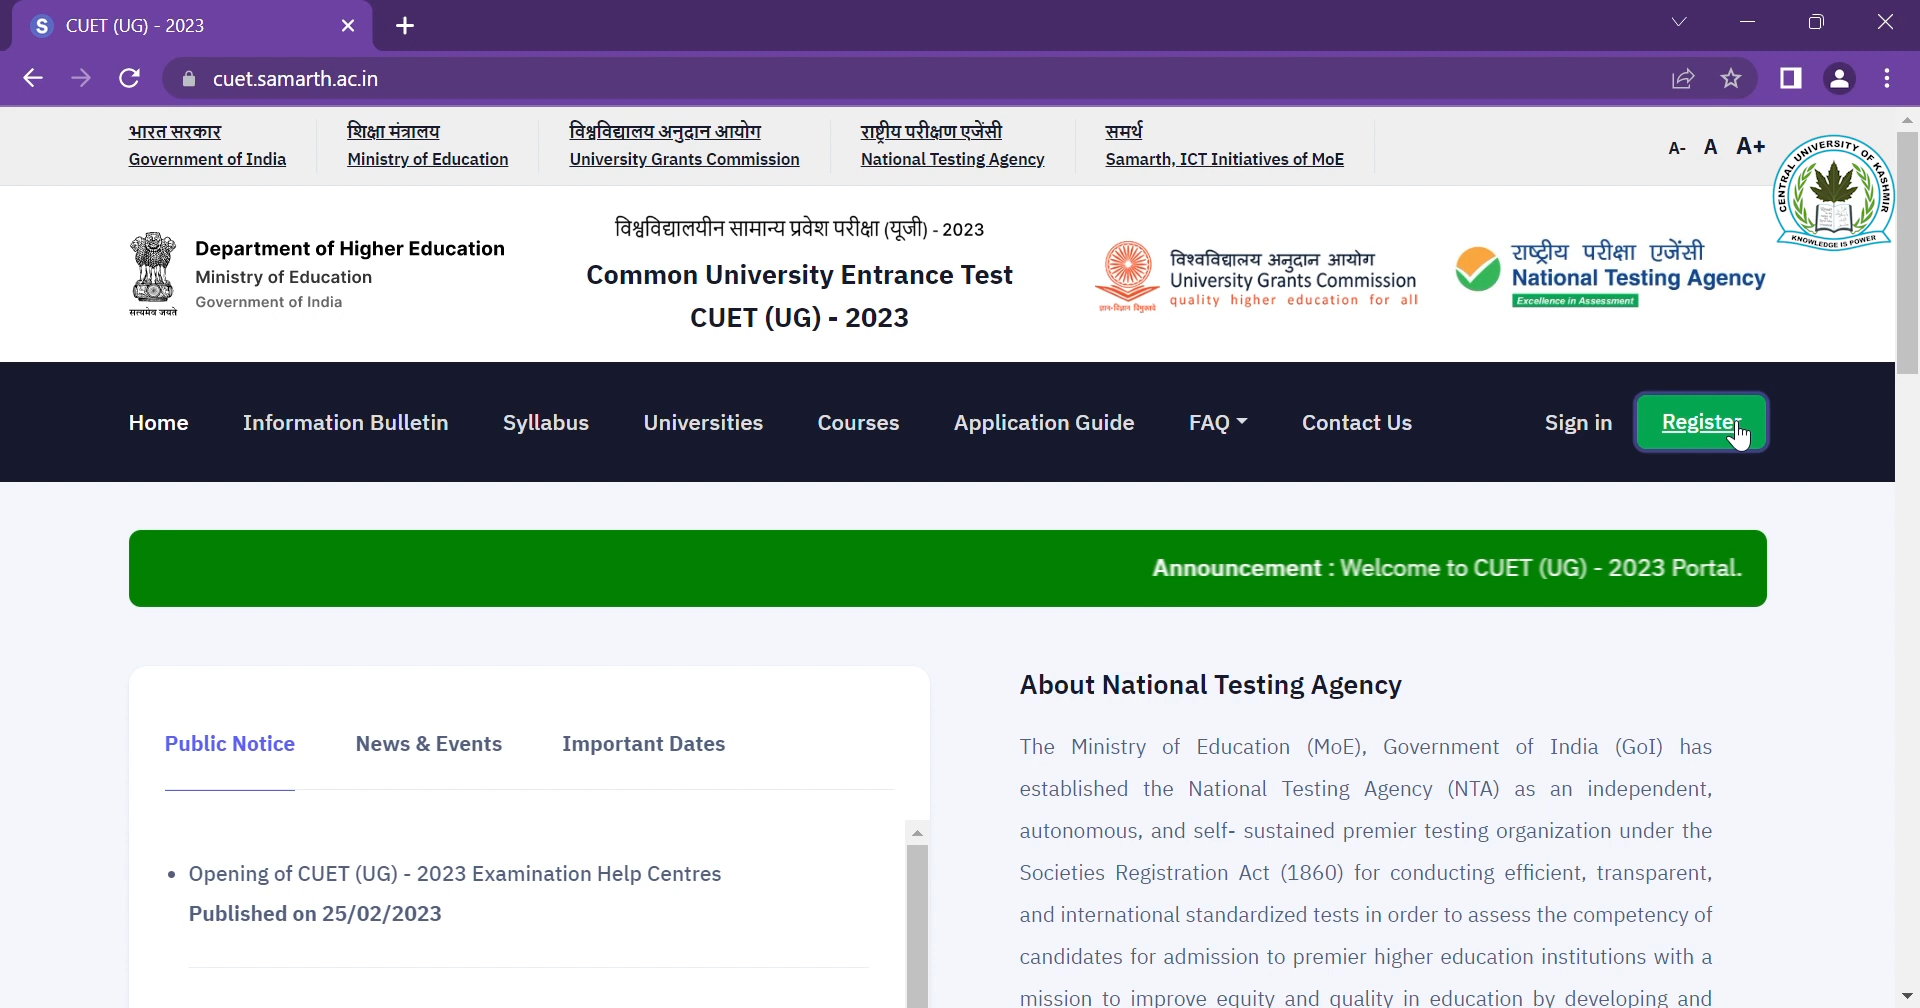 CUET (UG) - 2023
cuet.samarth.ac.in
भारत सरकार
Government of India
शिक्षा मंत्रालय
Ministry of Education
विश्वविद्यालय अनुदान आयोग
University Grants Commission
राष्ट्रीय परीक्षण एजेंसी
National Testing Agency
समर्थ
Samarth, ICT Initiatives of MoE
A- A A+
CENTRAL UNIVERSITY OF KASHMIR
KNOWLEDGE IS POWER
सत्यमेव जयते
Department of Higher Education
Ministry of Education
Government of India
विश्वविद्यालयीन सामान्य प्रवेश परीक्षा (यूजी) - 2023
Common University Entrance Test
CUET (UG) - 2023
ज्ञान-विज्ञान विमुक्तये
विश्वविद्यालय अनुदान आयोग
University Grants Commission
quality higher education for all
राष्ट्रीय परीक्षा एजेंसी
National Testing Agency
Excellence in Assessment
Home Information Bulletin Syllabus Universities Courses Application Guide FAQ Contact Us Sign in Register
Announcement : Welcome to CUET (UG) - 2023 Portal.
Public Notice News & Events Important Dates
• Opening of CUET (UG) - 2023 Examination Help Centres
Published on 25/02/2023
About National Testing Agency
The Ministry of Education (MoE), Government of India (GoI) has
established the National Testing Agency (NTA) as an independent,
autonomous, and self- sustained premier testing organization under the
Societies Registration Act (1860) for conducting efficient, transparent,
and international standardized tests in order to assess the competency of
candidates for admission to premier higher education institutions with a
mission to improve equity and quality in education by developing and